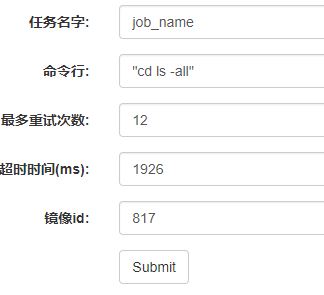 任务名字: job_name
命令行: "cd ls -all"
最多重试次数: 12
超时时间(ms): 1926
镜像id: 817
Submit